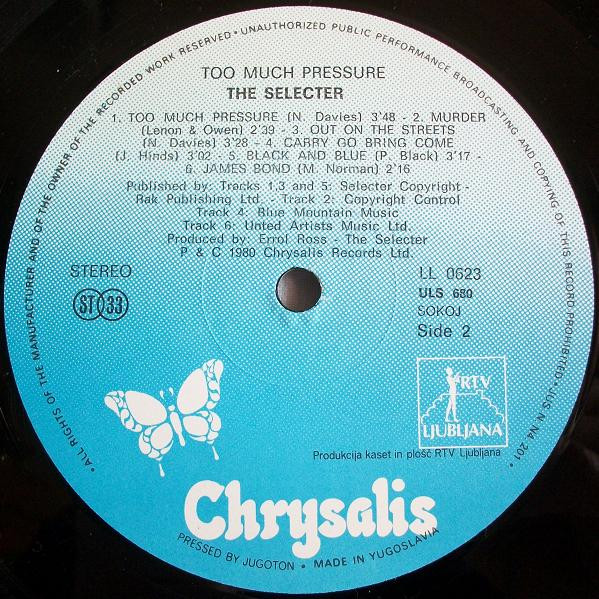 • ALL RIGHTS OF THE MANUFACTURER AND OF THE OWNER OF THE RECORDED WORK RESERVED • UNAUTHORIZED PUBLIC PERFORMANCE BROADCASTING AND COPYING OF THIS RECORD PROHIBITED • JUS N. N4 201 •
TOO MUCH PRESSURE
THE SELECTER
1. TOO MUCH PRESSURE (N. Davies) 3'48 - 2. MURDER
(Lenon & Owen) 2'39 - 3. OUT ON THE STREETS
(N. Davies) 3'28 - 4. CARRY GO BRING COME
(J. Hinds) 3'02 - 5. BLACK AND BLUE (P. Black) 3'17 -
6. JAMES BOND (M. Norman) 2'16
Published by: Tracks 1,3 and 5: Selecter Copyright -
Rak Publishing Ltd. - Track 2: Copyright Control
Track 4: Blue Mountain Music
Track 6: Unted Artists Music Ltd.
Produced by: Errol Ross - The Selecter
P & C 1980 Chrysalis Records Ltd.
STEREO
ST 33
LL 0623
ULS 680
SOKOJ
Side 2
RTV
LJUBLJANA
Produkcija kaset in plošč RTV Ljubljana
Chrysalis
PRESSED BY JUGOTON • MADE IN YUGOSLAVIA